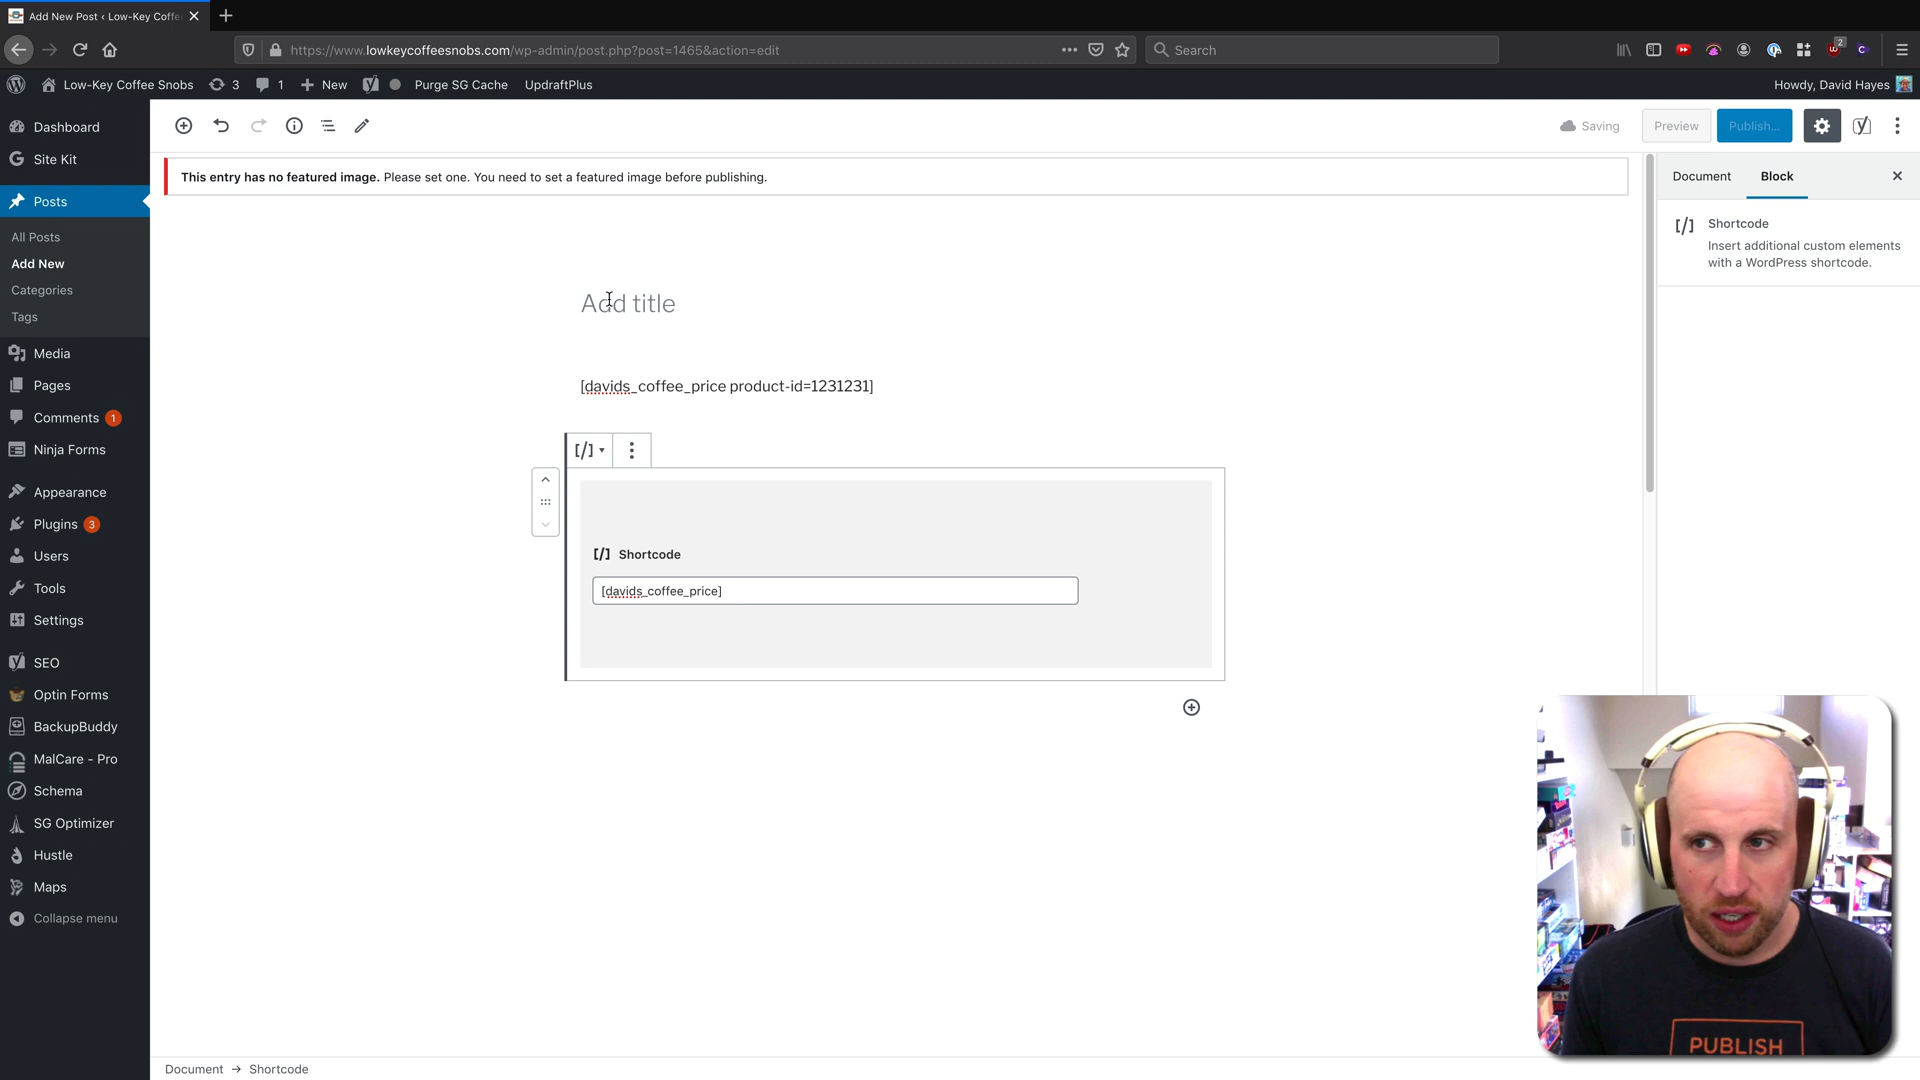 Add New Post ‹ Low-Key Coffe
https://www.lowkeycoffeesnobs.com/wp-admin/post.php?post=1465&action=edit
Search
2
Low-Key Coffee Snobs
3
1
New
Purge SG Cache
UpdraftPlus
Howdy, David Hayes
Dashboard
Site Kit
Posts
All Posts
Add New
Categories
Tags
Media
Pages
Comments 1
Ninja Forms
Appearance
Plugins 3
Users
Tools
Settings
SEO
Optin Forms
BackupBuddy
MalCare - Pro
Schema
SG Optimizer
Hustle
Maps
Collapse menu
Saving
Preview
Publish...
This entry has no featured image. Please set one. You need to set a featured image before publishing.
Add title
[davids_coffee_price product-id=1231231]
[/]
[/] Shortcode
[davids_coffee_price]
Document
Block
[/] Shortcode
Insert additional custom elements
with a WordPress shortcode.
PUBLISH
Document → Shortcode